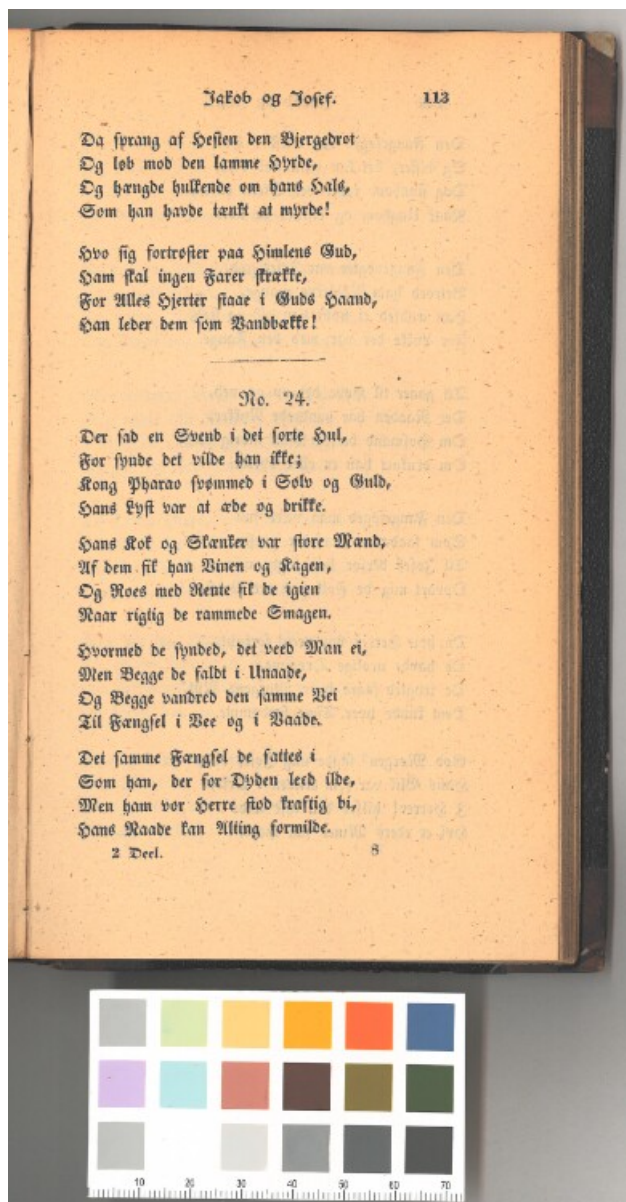 Jakob og Josef. 113
Da sprang af Hesten den Bjergedrot
Og løb mod den lamme Hyrde,
Og hængde hulkende om hans Hals,
Som han havde tænkt at myrde!
Hvo sig fortrøster paa Himlens Gud,
Ham skal ingen Farer skrække,
For Alles Hjerter staae i Guds Haand,
Han leder dem som Vandbække!
No. 24.
Der sad en Svend i det sorte Hul,
For synde det vilde han ikke;
Kong Pharao svømmed i Sølv og Guld,
Hans Lyst var at æde og drikke.
Hans Kok og Skænker var store Mænd,
Af dem fik han Vinen og Kagen,
Og Roes med Rente fik de igien
Naar rigtig de rammede Smagen.
Hvormed de synded, det veed Man ei,
Men Begge de faldt i Unaade,
Og Begge vandred den samme Vei
Til Fængsel i Vee og i Vaade.
Det samme Fængsel de sattes i
Som han, der for Dyden leed ilde,
Men ham vor Herre stod kraftig bi,
Hans Naade kan Alting formilde.
2 Deel. 8
10 20 30 40 50 60 70